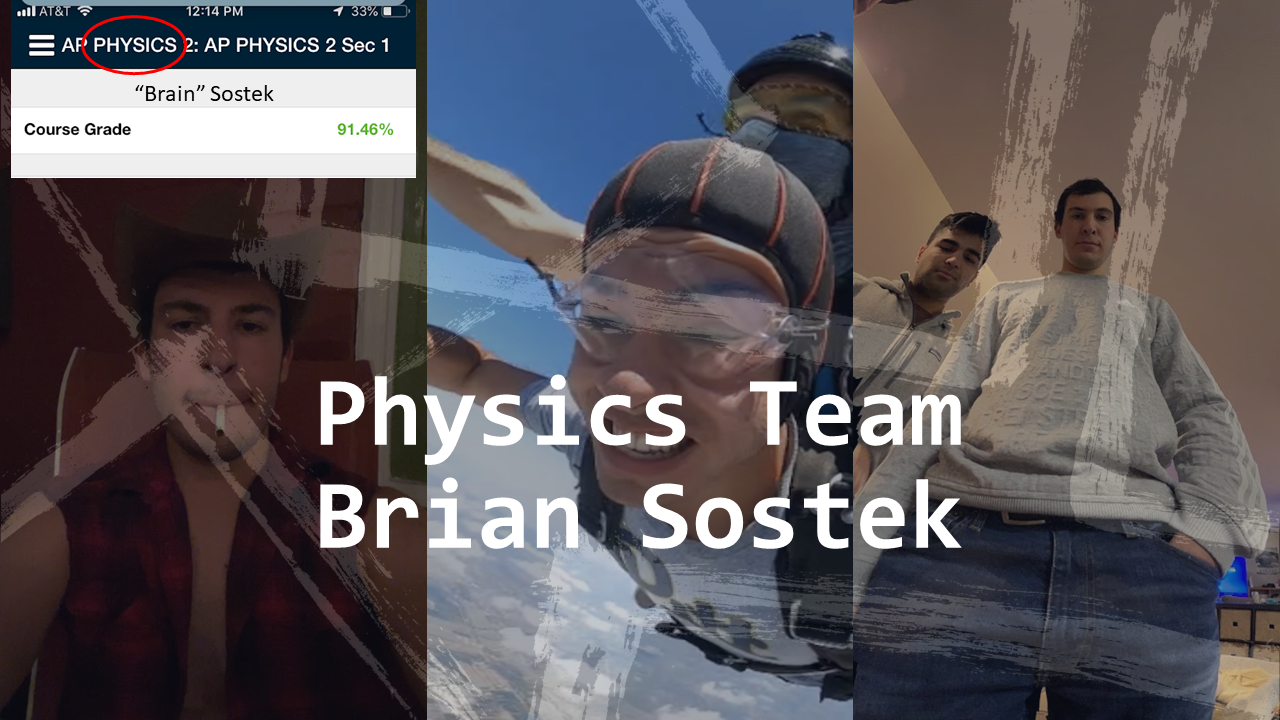 AT&T 12:14 PM 33%
AP PHYSICS 2: AP PHYSICS 2 Sec 1
“Brain” Sostek
Course Grade 91.46%
Physics Team
Brian Sostek